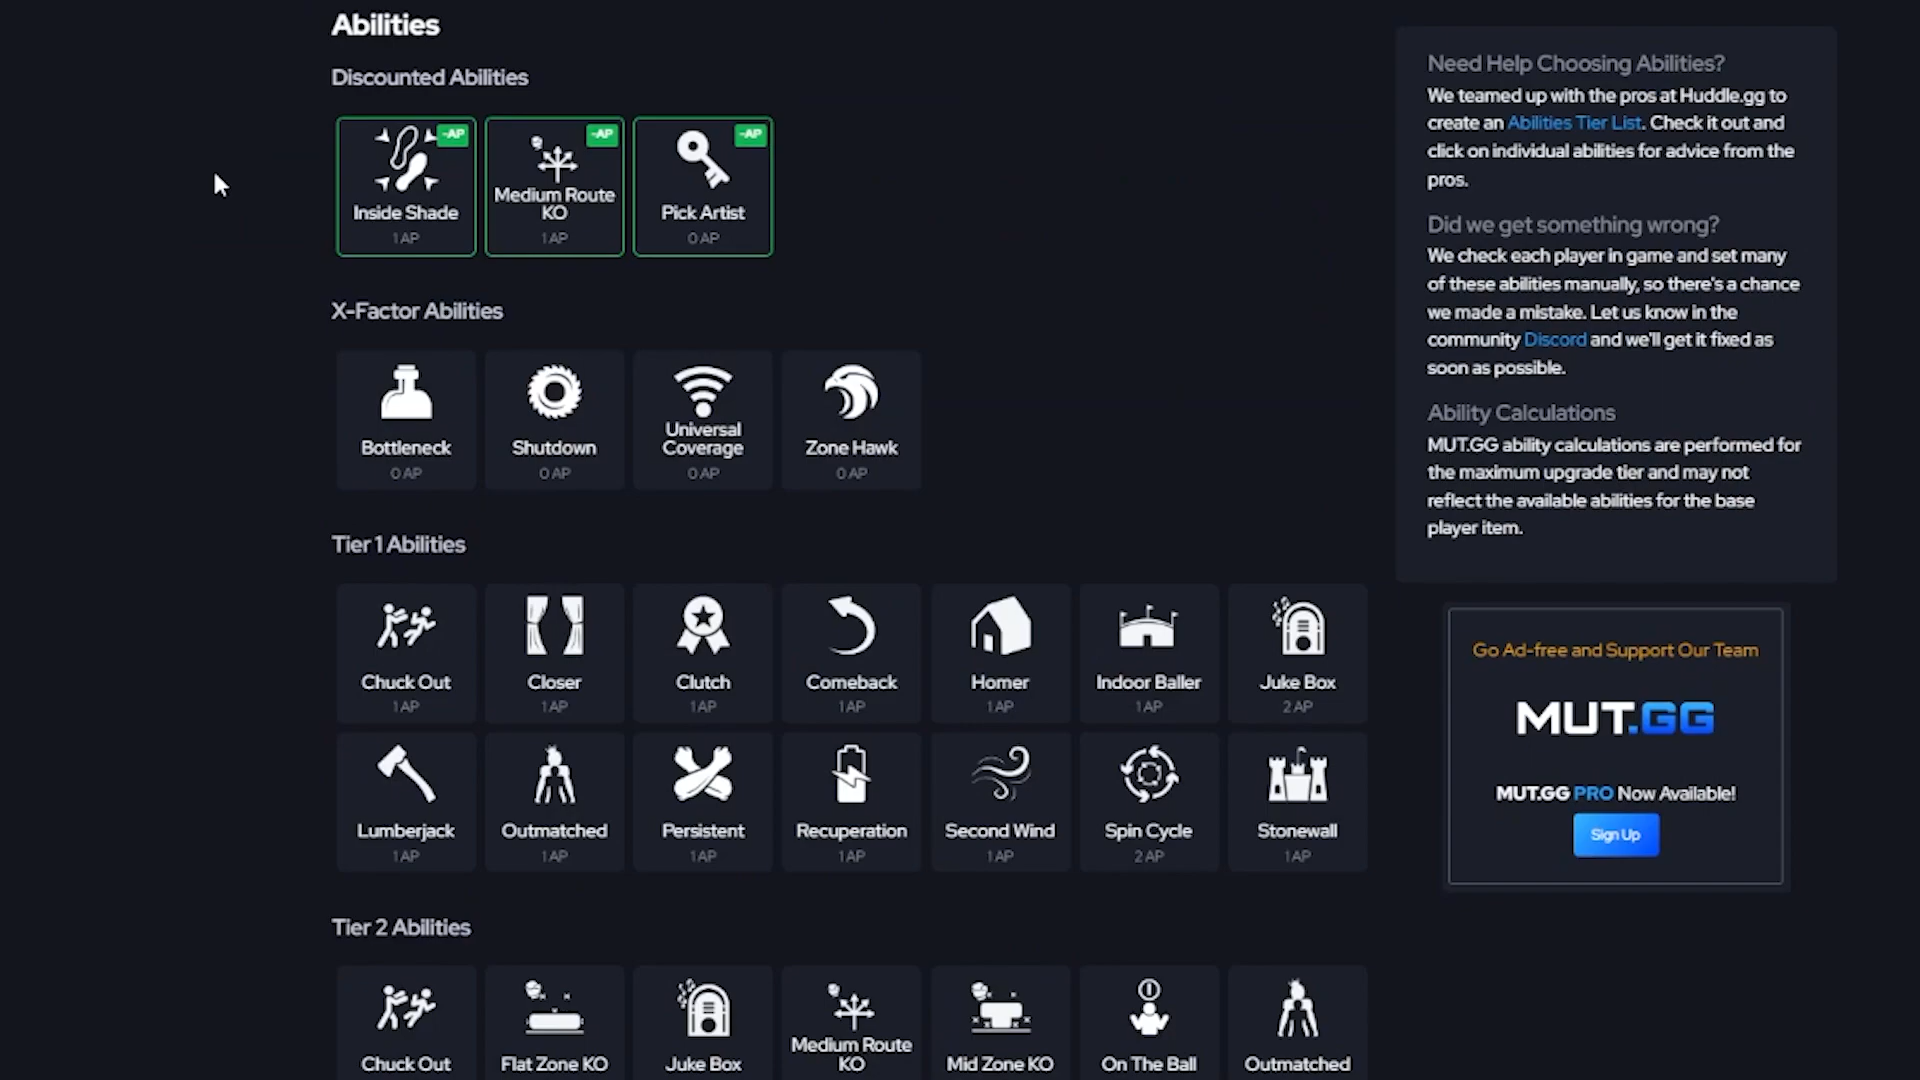 Abilities
Discounted Abilities
-AP
-AP
-AP
Inside Shade
1 AP
Medium Route
KO
1 AP
Pick Artist
0 AP
X-Factor Abilities
Bottleneck
0 AP
Shutdown
0 AP
Universal
Coverage
0 AP
Zone Hawk
0 AP
Tier 1 Abilities
Chuck Out
1 AP
Closer
1 AP
Clutch
1 AP
Comeback
1 AP
Homer
1 AP
Indoor Baller
1 AP
Juke Box
2 AP
Lumberjack
1 AP
Outmatched
1 AP
Persistent
1 AP
Recuperation
1 AP
Second Wind
1 AP
Spin Cycle
2 AP
Stonewall
1 AP
Tier 2 Abilities
Chuck Out
Flat Zone KO
Juke Box
Medium Route
KO
Mid Zone KO
On The Ball
Outmatched
Need Help Choosing Abilities?
We teamed up with the pros at Huddle.gg to
create an Abilities Tier List. Check it out and
click on individual abilities for advice from the
pros.
Did we get something wrong?
We check each player in game and set many
of these abilities manually, so there's a chance
we made a mistake. Let us know in the
community Discord and we'll get it fixed as
soon as possible.
Ability Calculations
MUT.GG ability calculations are performed for
the maximum upgrade tier and may not
reflect the available abilities for the base
player item.
Go Ad-free and Support Our Team
MUT.GG
MUT.GG PRO Now Available!
Sign Up